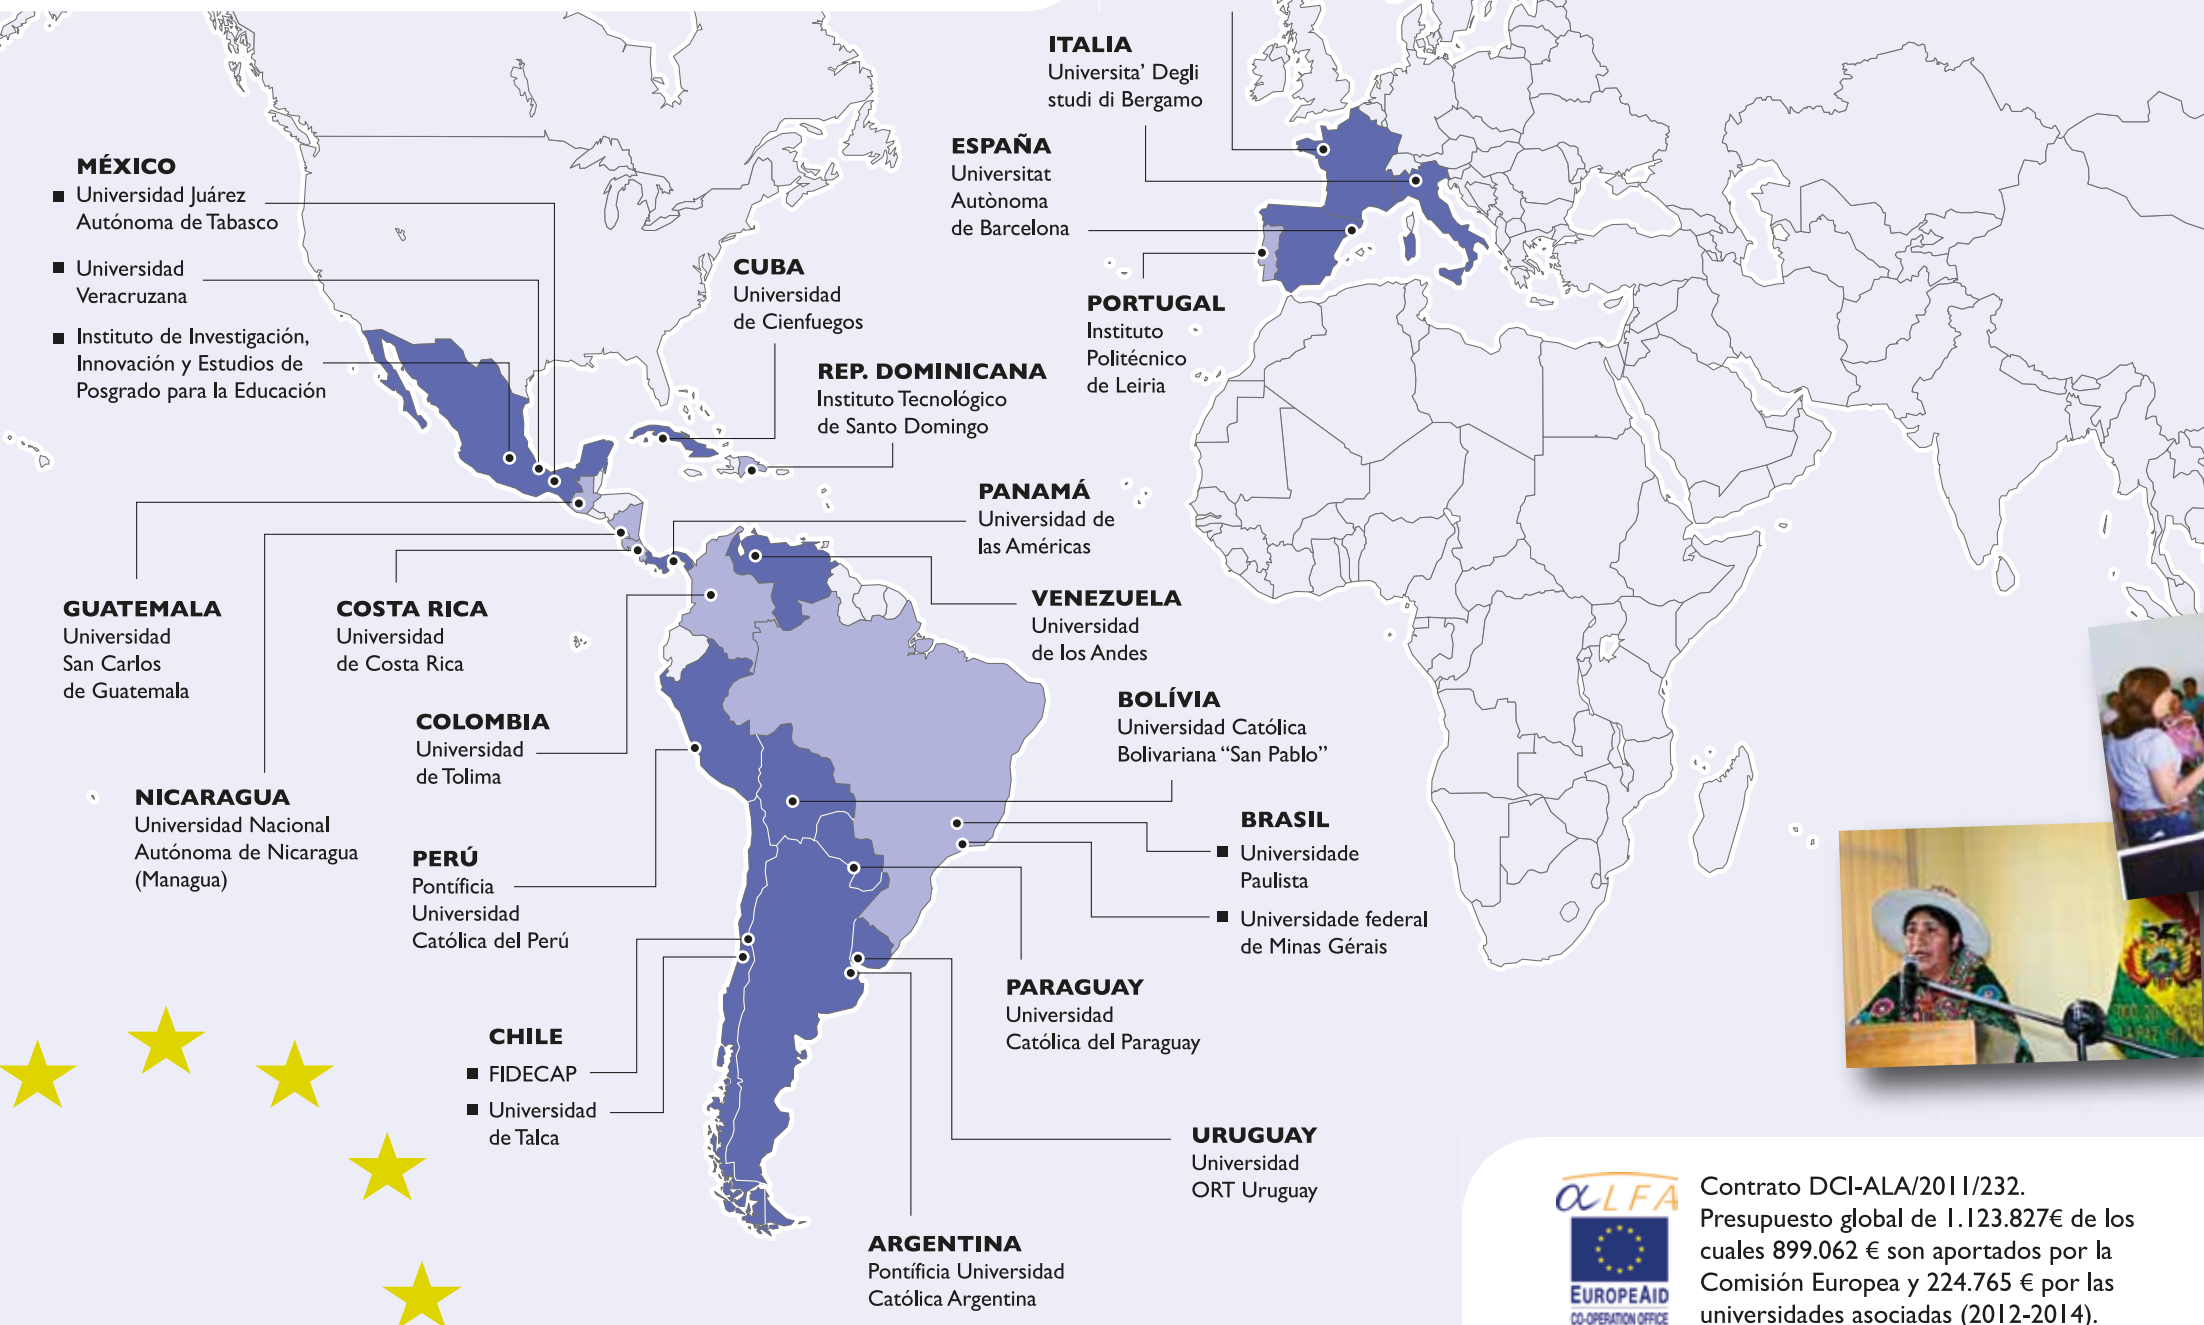 ITALIA
Universita’ Degli
studi di Bergamo
ESPAÑA
Universitat
Autònoma
de Barcelona
MÉXICO
■ Universidad Juárez
Autónoma de Tabasco
■ Universidad
Veracruzana
■ Instituto de Investigación,
Innovación y Estudios de
Posgrado para la Educación
CUBA
Universidad
de Cienfuegos
PORTUGAL
Instituto
Politécnico
de Leiria
REP. DOMINICANA
Instituto Tecnológico
de Santo Domingo
PANAMÁ
Universidad de
las Américas
GUATEMALA
Universidad
San Carlos
de Guatemala
COSTA RICA
Universidad
de Costa Rica
VENEZUELA
Universidad
de los Andes
COLOMBIA
Universidad
de Tolima
BOLÍVIA
Universidad Católica
Bolivariana “San Pablo”
NICARAGUA
Universidad Nacional
Autónoma de Nicaragua
(Managua)
BRASIL
■ Universidade
Paulista
■ Universidade federal
de Minas Gérais
PERÚ
Pontíficia
Universidad
Católica del Perú
PARAGUAY
Universidad
Católica del Paraguay
CHILE
■ FIDECAP
■ Universidad
de Talca
URUGUAY
Universidad
ORT Uruguay
ARGENTINA
Pontíficia Universidad
Católica Argentina
αLFA
EUROPEAID
CO-OPERATION OFFICE
Contrato DCI-ALA/2011/232.
Presupuesto global de 1.123.827€ de los
cuales 899.062 € son aportados por la
Comisión Europea y 224.765 € por las
universidades asociadas (2012-2014).